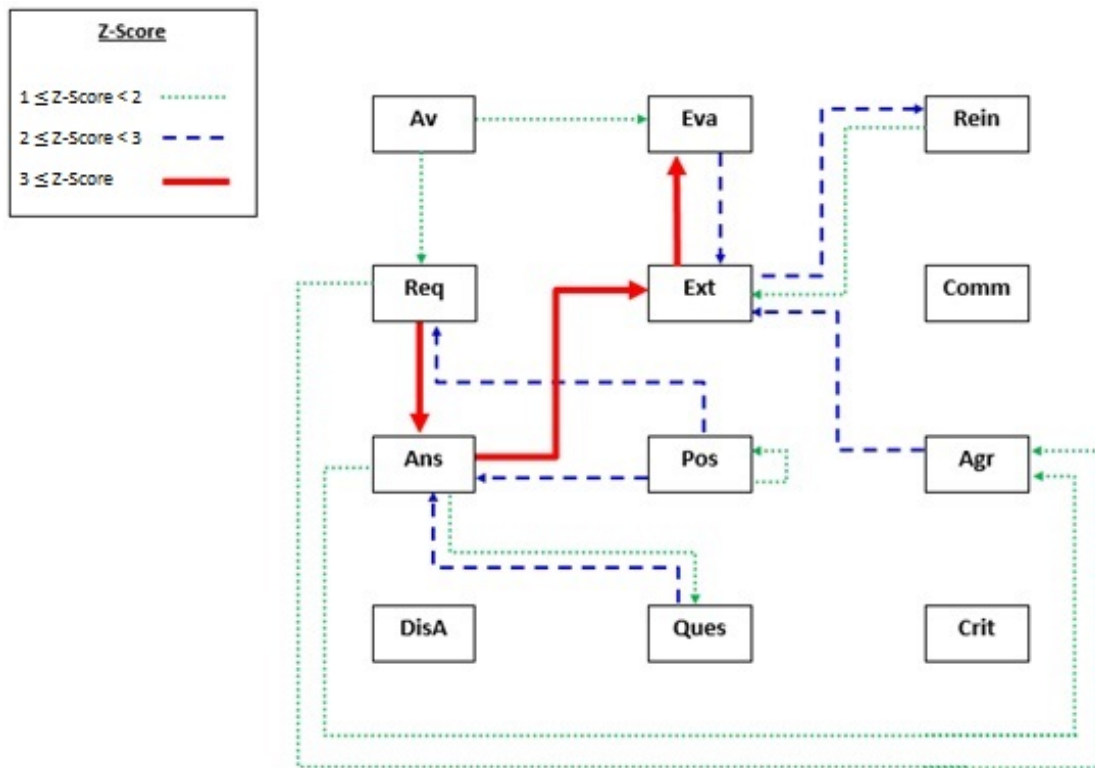 Z-Score
1 ≤ Z-Score < 2
2 ≤ Z-Score < 3
3 ≤ Z-Score
Av
Eva
Rein
Req
Ext
Comm
Ans
Pos
Agr
DisA
Ques
Crit